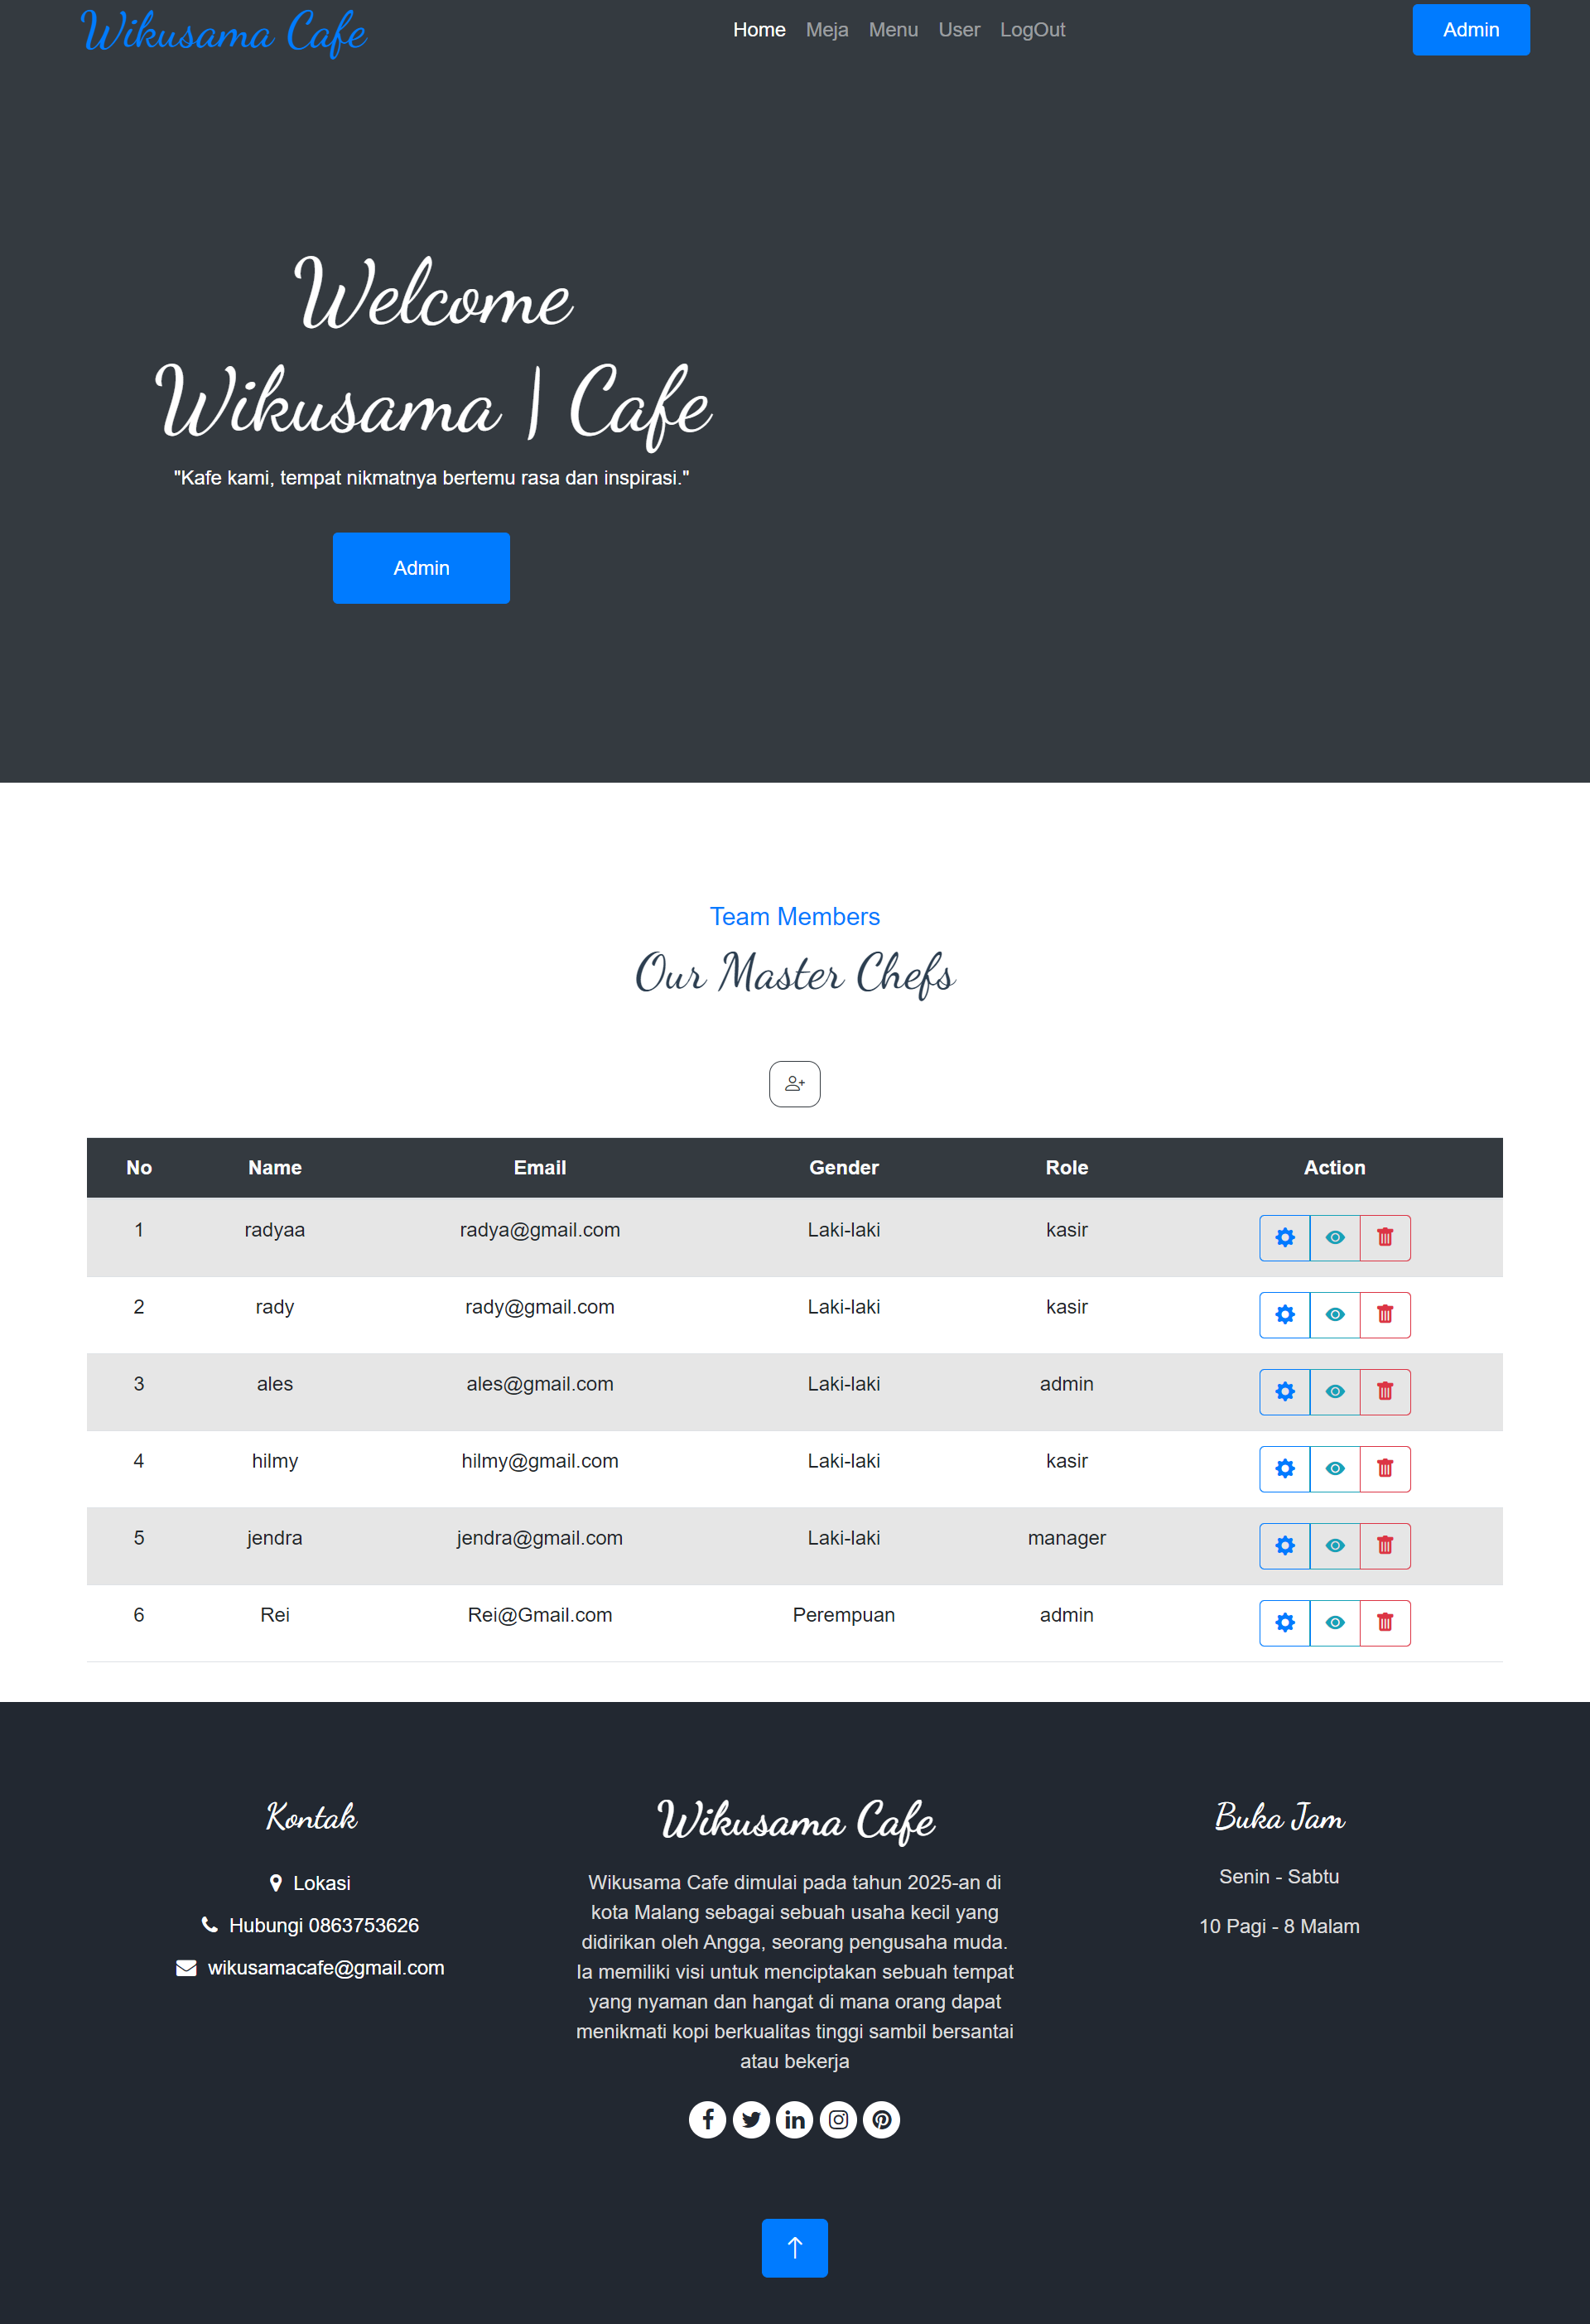 Wikusama Cafe
Home Meja Menu User LogOut
Admin
Welcome
Wikusama | Cafe
"Kafe kami, tempat nikmatnya bertemu rasa dan inspirasi."
Admin
Team Members
Our Master Chefs
No Name Email Gender Role Action
1 radyaa radya@gmail.com Laki-laki kasir
2 rady rady@gmail.com Laki-laki kasir
3 ales ales@gmail.com Laki-laki admin
4 hilmy hilmy@gmail.com Laki-laki kasir
5 jendra jendra@gmail.com Laki-laki manager
6 Rei Rei@Gmail.com Perempuan admin
Kontak
Lokasi
Hubungi 0863753626
wikusamacafe@gmail.com
Wikusama Cafe
Wikusama Cafe dimulai pada tahun 2025-an di
kota Malang sebagai sebuah usaha kecil yang
didirikan oleh Angga, seorang pengusaha muda.
Ia memiliki visi untuk menciptakan sebuah tempat
yang nyaman dan hangat di mana orang dapat
menikmati kopi berkualitas tinggi sambil bersantai
atau bekerja
Buka Jam
Senin - Sabtu
10 Pagi - 8 Malam